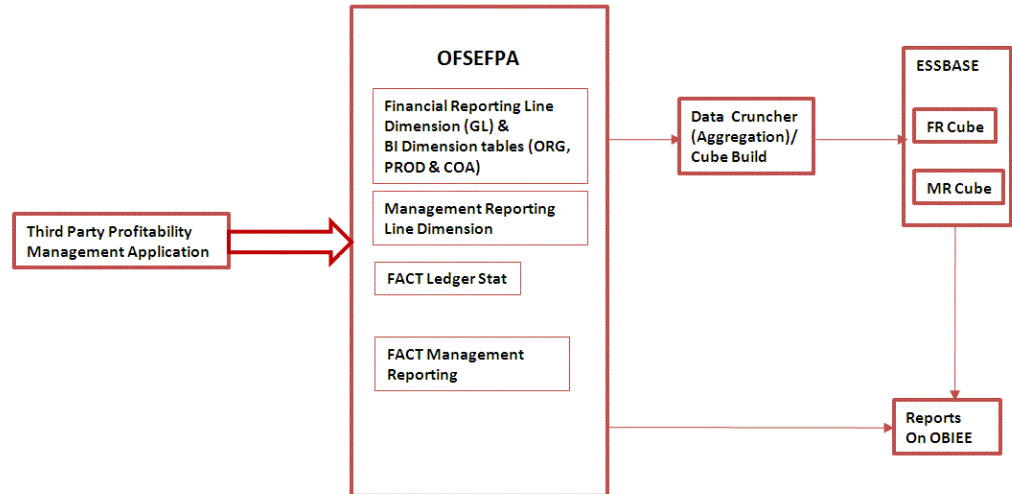 Third Party Profitability
Management Application
OFSEFPA
Financial Reporting Line
Dimension (GL) &
BI Dimension tables (ORG,
PROD & COA)
Management Reporting
Line Dimension
FACT Ledger Stat
FACT Management
Reporting
Data Cruncher
(Aggregation)/
Cube Build
ESSBASE
FR Cube
MR Cube
Reports
On OBIEE